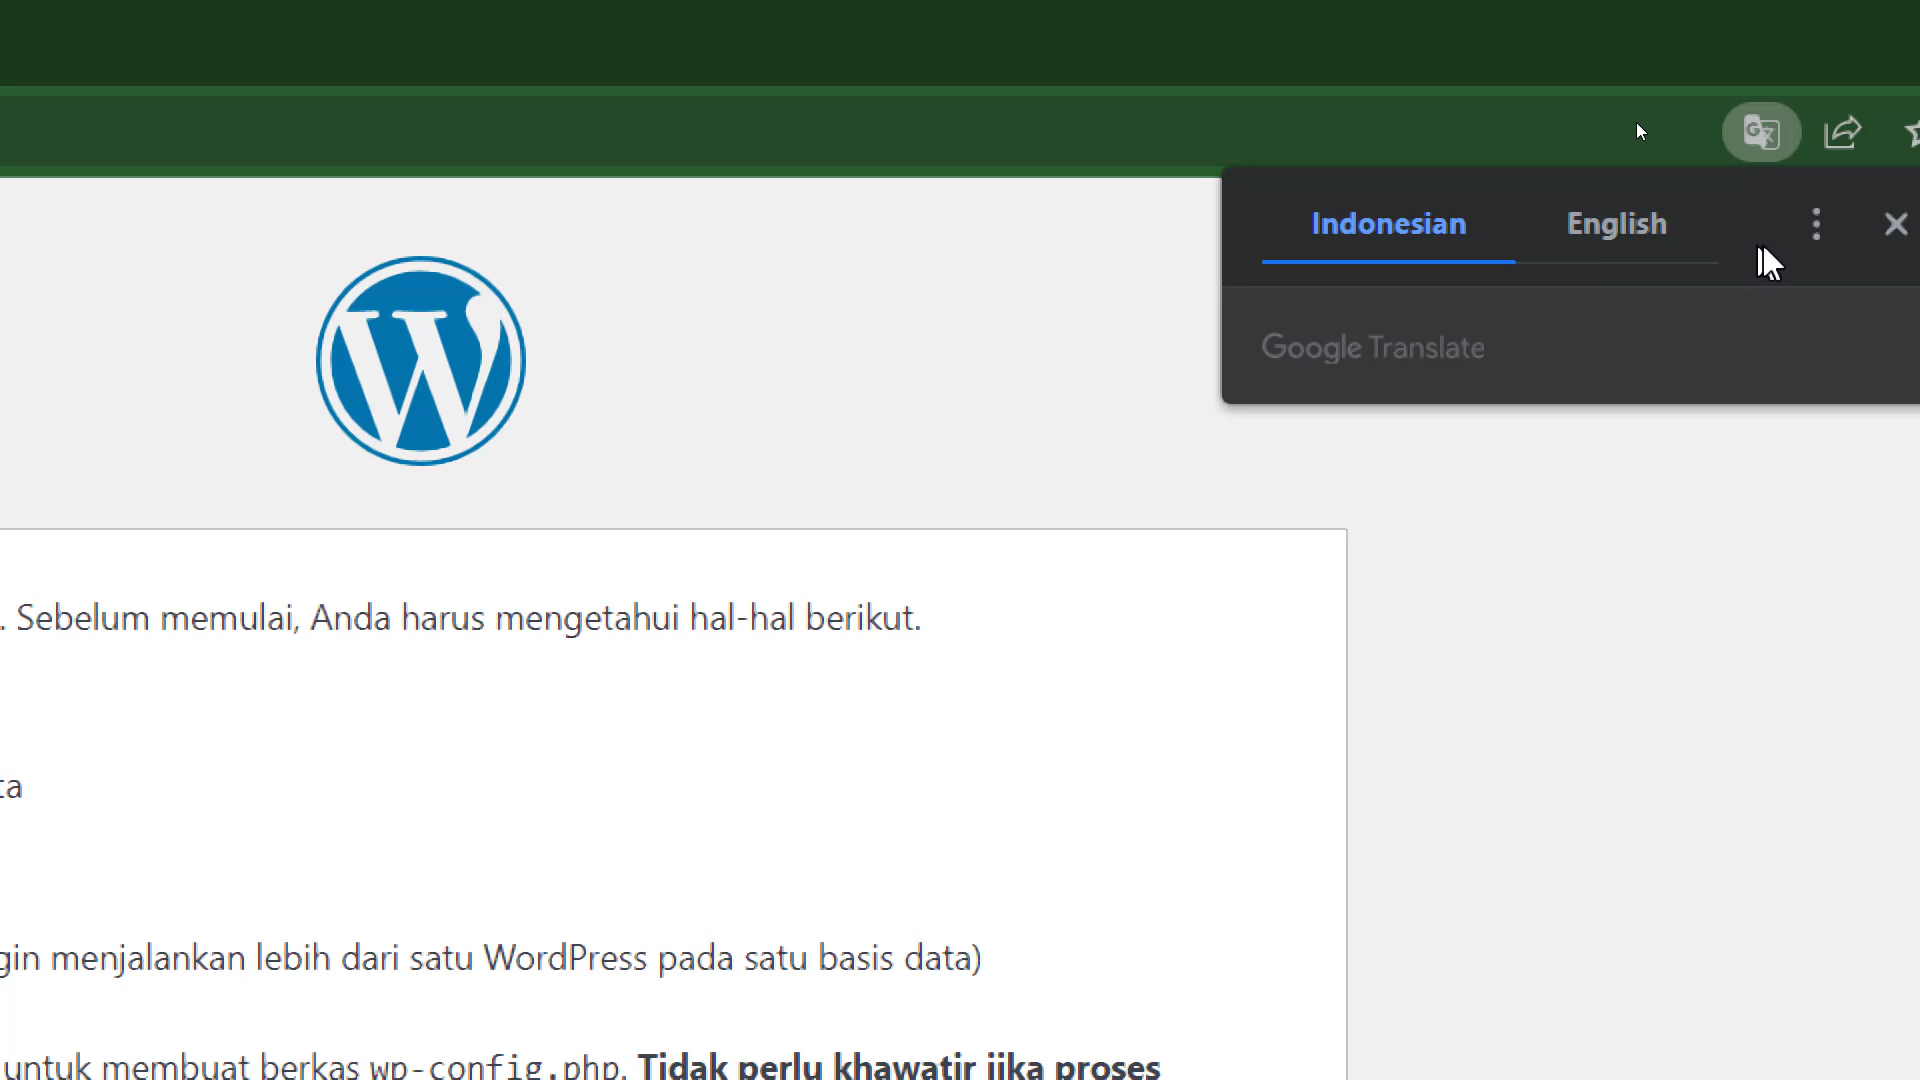 Indonesian English
Google Translate
. Sebelum memulai, Anda harus mengetahui hal-hal berikut.
ta
gin menjalankan lebih dari satu WordPress pada satu basis data)
untuk membuat berkas wp-config.php. Tidak perlu khawatir jika proses